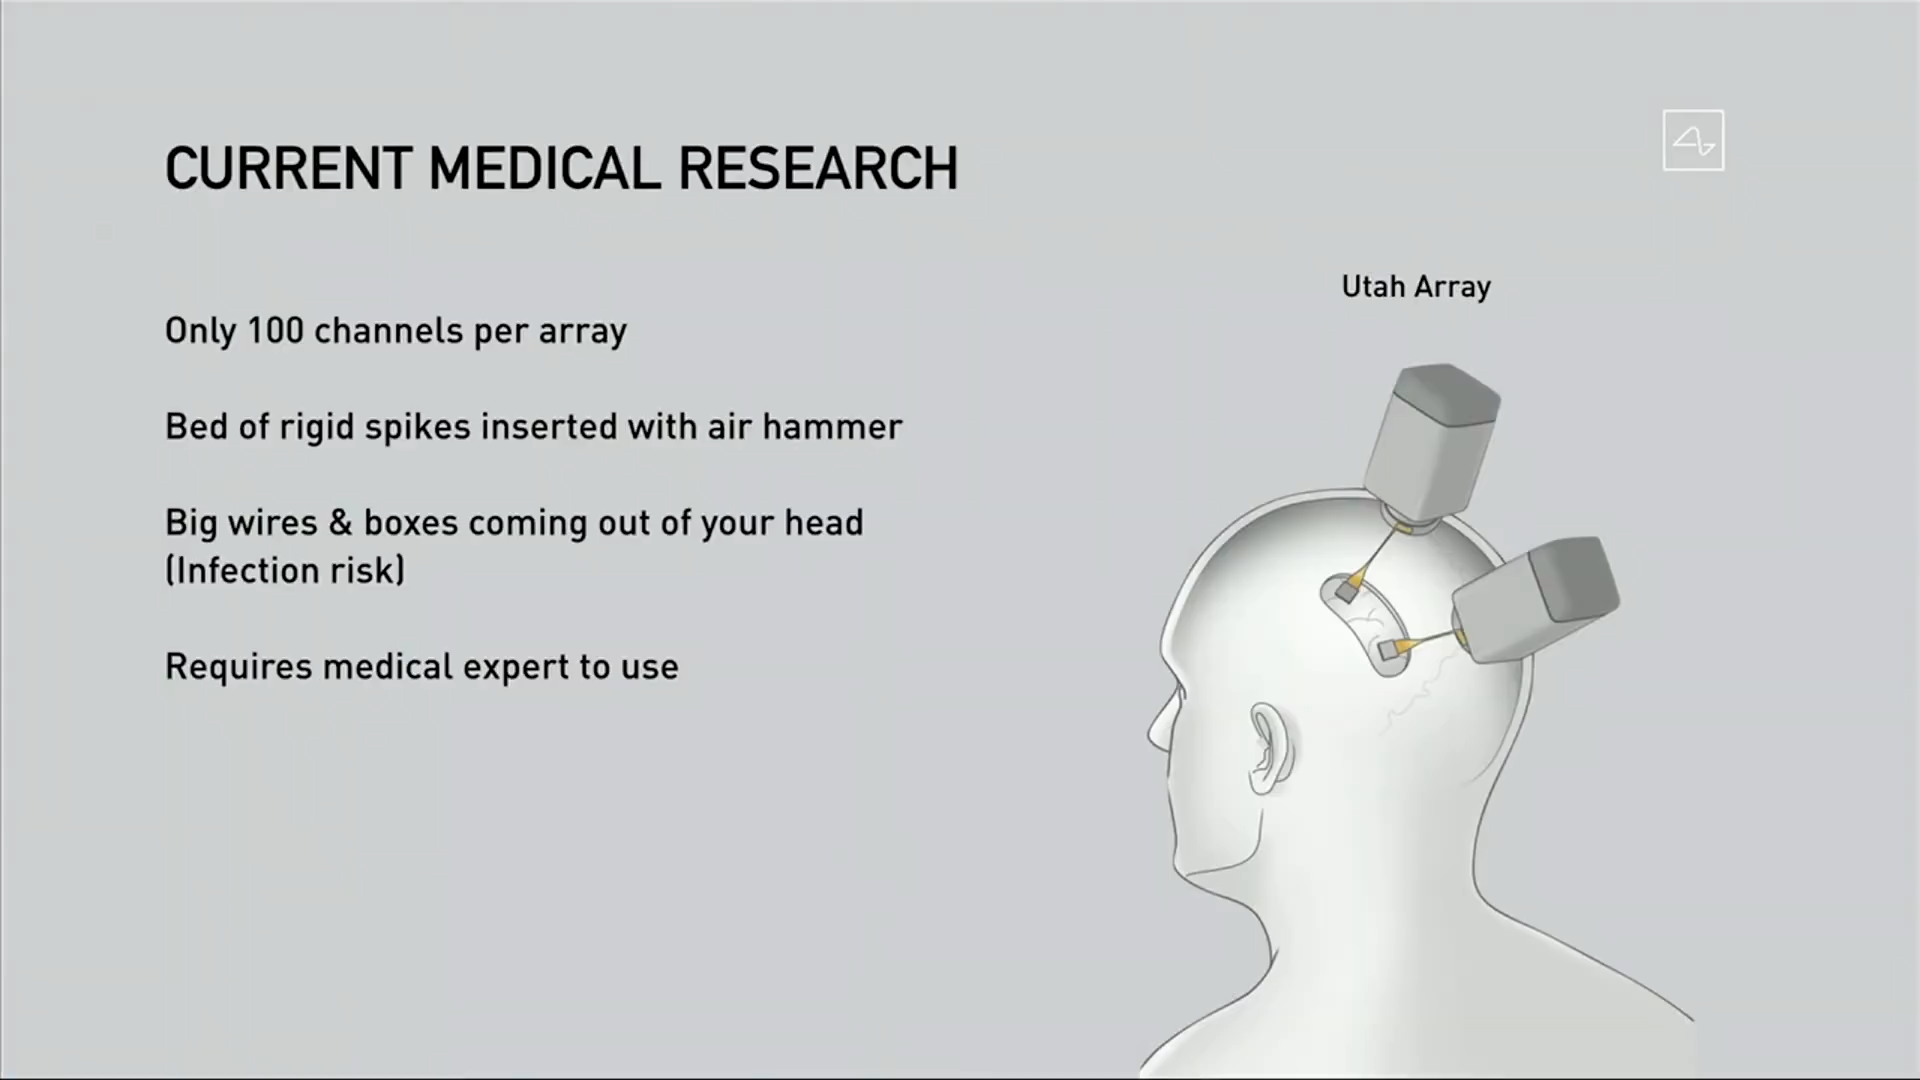 CURRENT MEDICAL RESEARCH
Only 100 channels per array
Bed of rigid spikes inserted with air hammer
Big wires & boxes coming out of your head
(Infection risk)
Requires medical expert to use
Utah Array